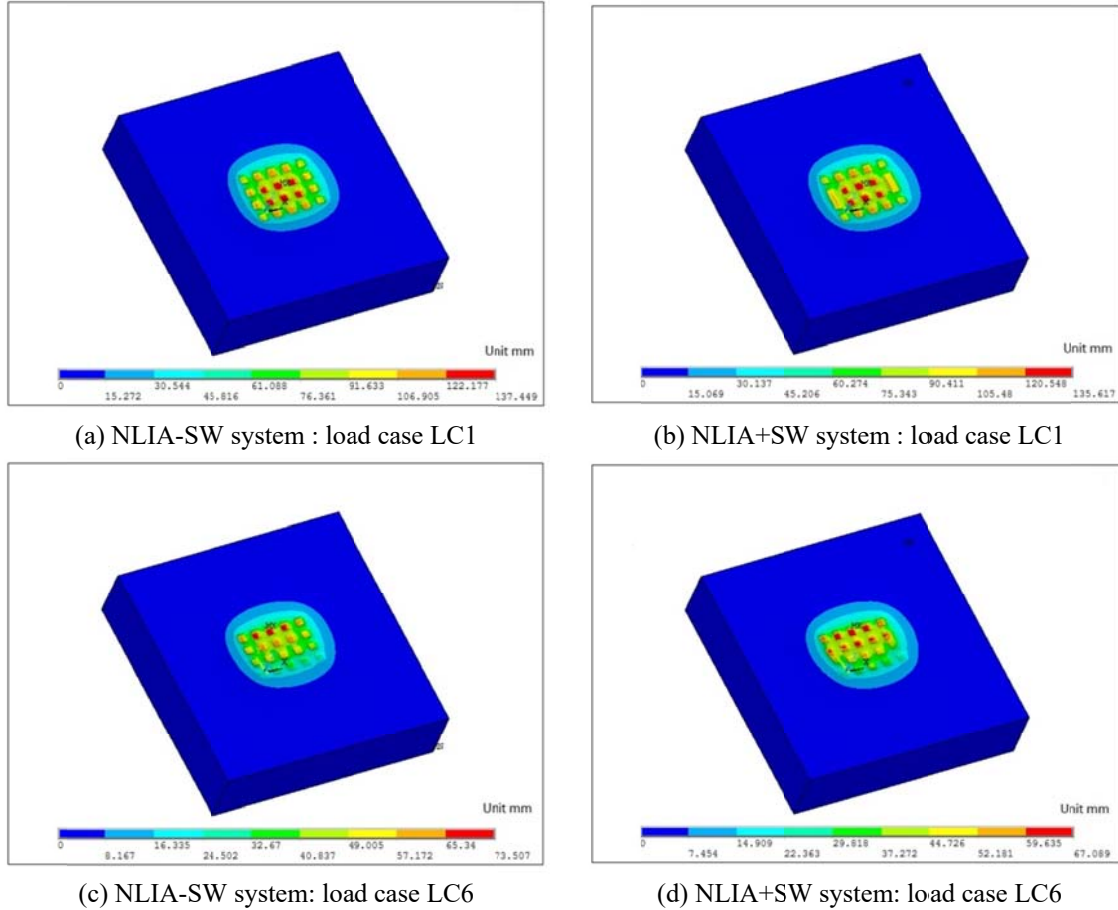 Unit mm
0 30.544 61.088 91.633 122.177
15.272 45.816 76.361 106.905 137.449
(a) NLIA-SW system : load case LC1
Unit mm
0 30.137 60.274 90.411 120.548
15.069 45.206 75.343 105.48 135.617
(b) NLIA+SW system : load case LC1
Unit mm
0 16.335 32.67 49.005 65.34
8.167 24.502 40.837 57.172 73.507
(c) NLIA-SW system: load case LC6
Unit mm
0 14.909 29.818 44.726 59.635
7.454 22.363 37.272 52.181 67.089
(d) NLIA+SW system: load case LC6